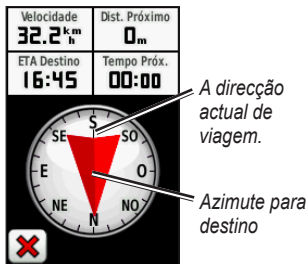 Velocidade
Dist. Próximo
32.2 km/h
0m
ETA Destino
Tempo Próx.
16:45
00:00
S
SE
SO
E
O
NE
NO
N
A direcção
actual de
viagem.
Azimute para
destino